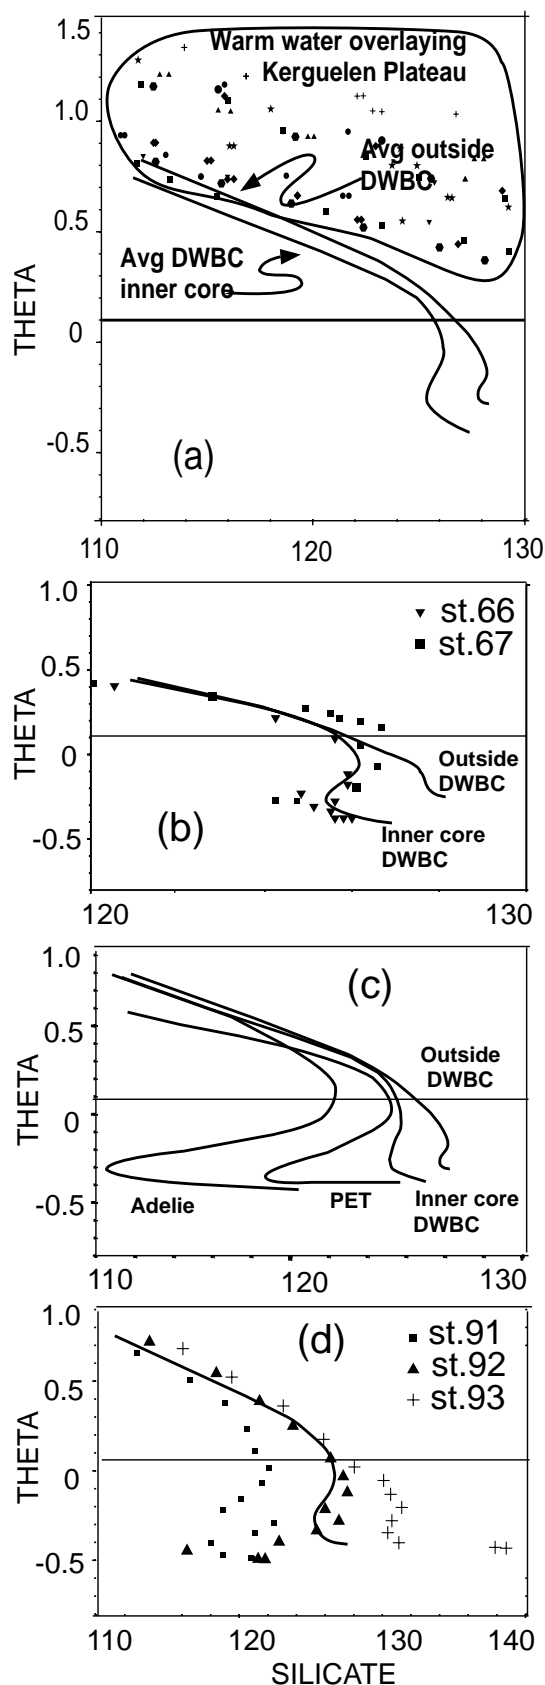 1.5
Warm water overlaying
Kerguelen Plateau
1.0
Avg outside
DWBC
0.5
Avg DWBC
inner core
THETA
0
-0.5
(a)
110
120
130
1.0
st.66
st.67
0.5
THETA
0
Outside
DWBC
-0.5
(b)
Inner core
DWBC
120
130
1.0
(c)
0.5
Outside
DWBC
THETA
0
-0.5
Adelie
PET
Inner core
DWBC
110
120
130
1.0
(d)
st.91
st.92
st.93
0.5
THETA
0
-0.5
110
120
130
140
SILICATE